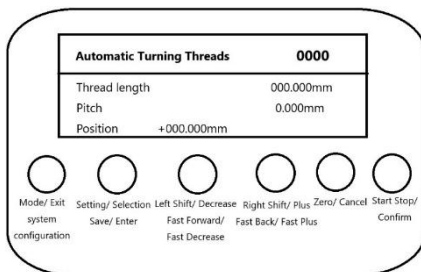 Automatic Turning Threads 0000
Thread length 000.000mm
Pitch 0.000mm
Position +000.000mm
Mode/ Exit
system
configuration
Setting/ Selection
Save/ Enter
Left Shift/ Decrease
Fast Forward/
Fast Decrease
Right Shift/ Plus
Fast Back/ Fast Plus
Zero/ Cancel
Start Stop/
Confirm